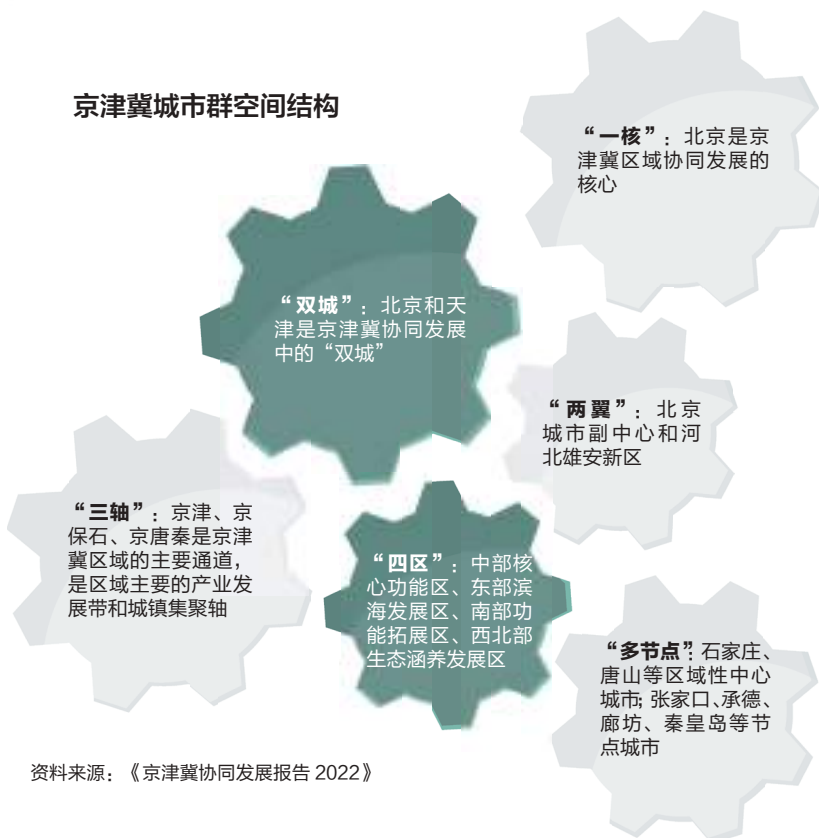 京津冀城市群空间结构
“一核”：北京是京
津冀区域协同发展的
核心
“双城”：北京和天
津是京津冀协同发展
中的“双城”
“两翼”：北京
城市副中心和河
北雄安新区
“三轴”：京津、京
保石、京唐秦是京津
冀区域的主要通道，
是区域主要的产业发
展带和城镇集聚轴
“四区”：中部核
心功能区、东部滨
海发展区、南部功
能拓展区、西北部
生态涵养发展区
“多节点”：石家庄、
唐山等区域性中心
城市；张家口、承德、
廊坊、秦皇岛等节
点城市
资料来源：《京津冀协同发展报告 2022》